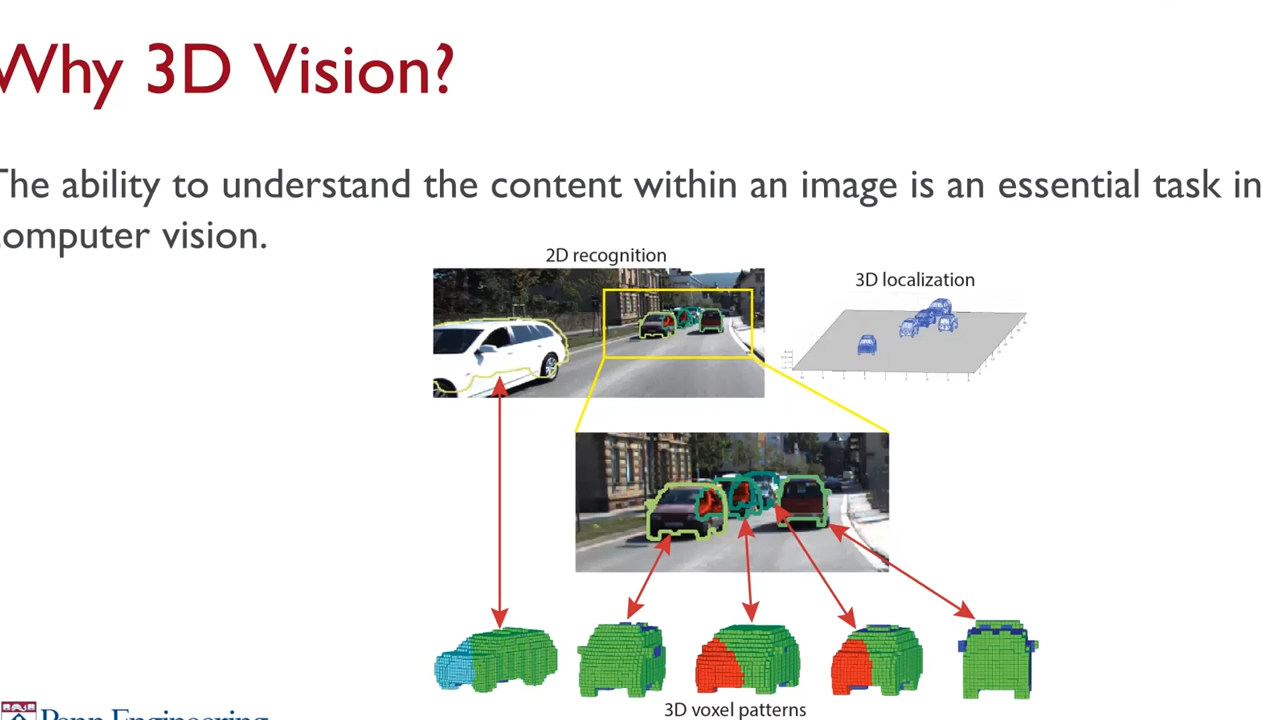 Why 3D Vision?
The ability to understand the content within an image is an essential task in
computer vision.
2D recognition
3D localization
3D voxel patterns
Penn Engineering